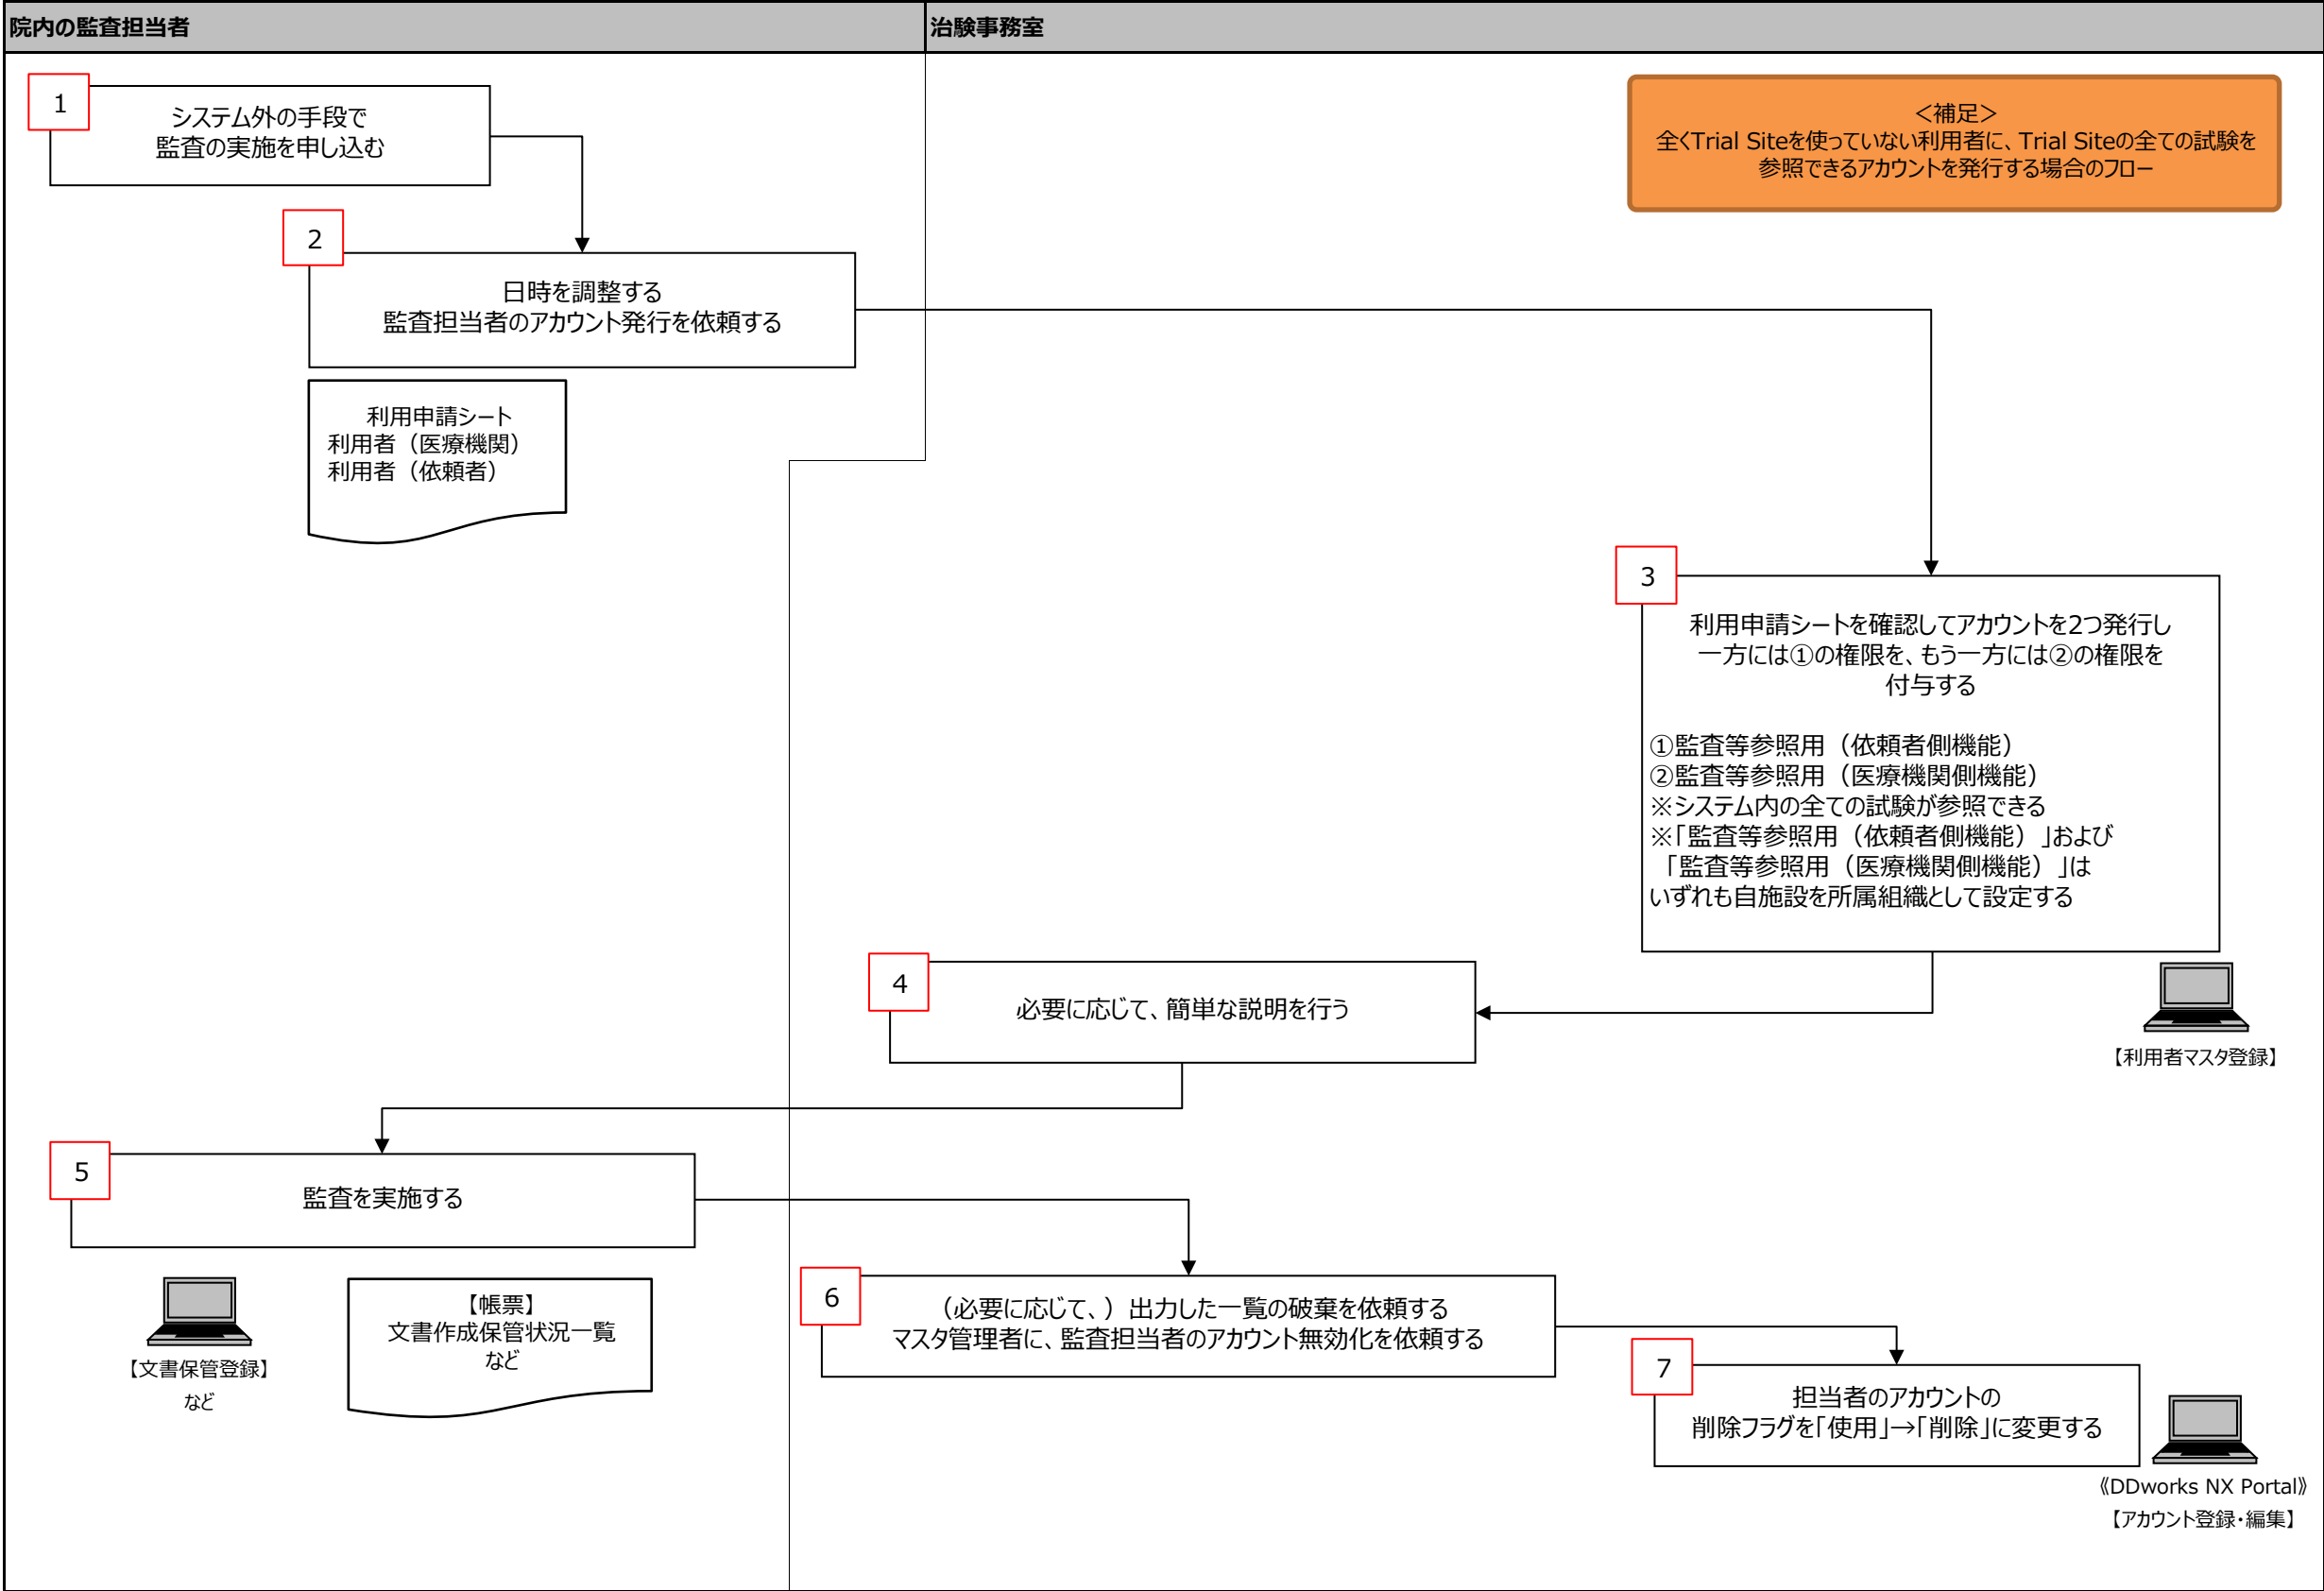 院内の監査担当者
治験事務室
1
システム外の手段で
監査の実施を申し込む
<補足>
全くTrial Siteを使っていない利用者に、Trial Siteの全ての試験を
参照できるアカウントを発行する場合のフロー
2
日時を調整する
監査担当者のアカウント発行を依頼する
利用申請シート
利用者（医療機関）
利用者（依頼者）
3
利用申請シートを確認してアカウントを2つ発行し
一方には①の権限を、もう一方には②の権限を
付与する
①監査等参照用（依頼者側機能）
②監査等参照用（医療機関側機能）
※システム内の全ての試験が参照できる
※「監査等参照用（依頼者側機能）」および
「監査等参照用（医療機関側機能）」は
いずれも自施設を所属組織として設定する
【利用者マスタ登録】
4
必要に応じて、簡単な説明を行う
5
監査を実施する
【文書保管登録】
など
【帳票】
文書作成保管状況一覧
など
6
（必要に応じて、）出力した一覧の破棄を依頼する
マスタ管理者に、監査担当者のアカウント無効化を依頼する
7
担当者のアカウントの
削除フラグを「使用」→「削除」に変更する
《DDworks NX Portal》
【アカウント登録・編集】